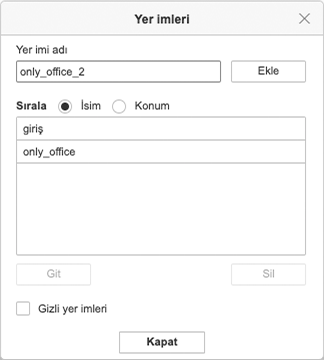 Yer imleri
Yer imi adı
only_office_2
Ekle
Sırala İsim Konum
giriş
only_office
Git Sil
Gizli yer imleri
Kapat